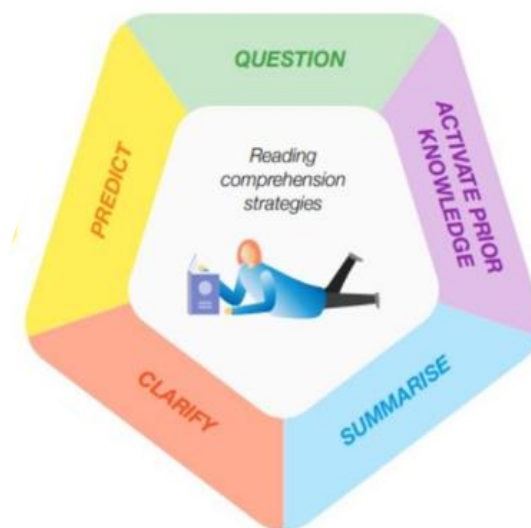 QUESTION
ACTIVATE PRIOR
KNOWLEDGE
SUMMARISE
CLARIFY
PREDICT
Reading
comprehension
strategies